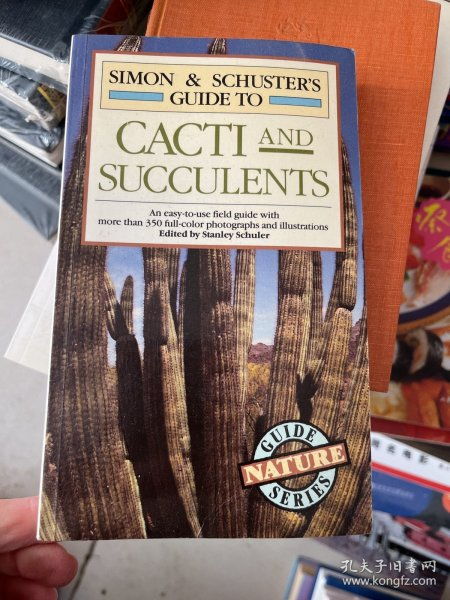 SIMON & SCHUSTER'S
GUIDE TO
CACTI AND
SUCCULENTS
An easy-to-use field guide with
more than 350 full-color photographs and illustrations
Edited by Stanley Schuler
GUIDE
NATURE
SERIES
孔夫子旧书网
www.kongfz.com